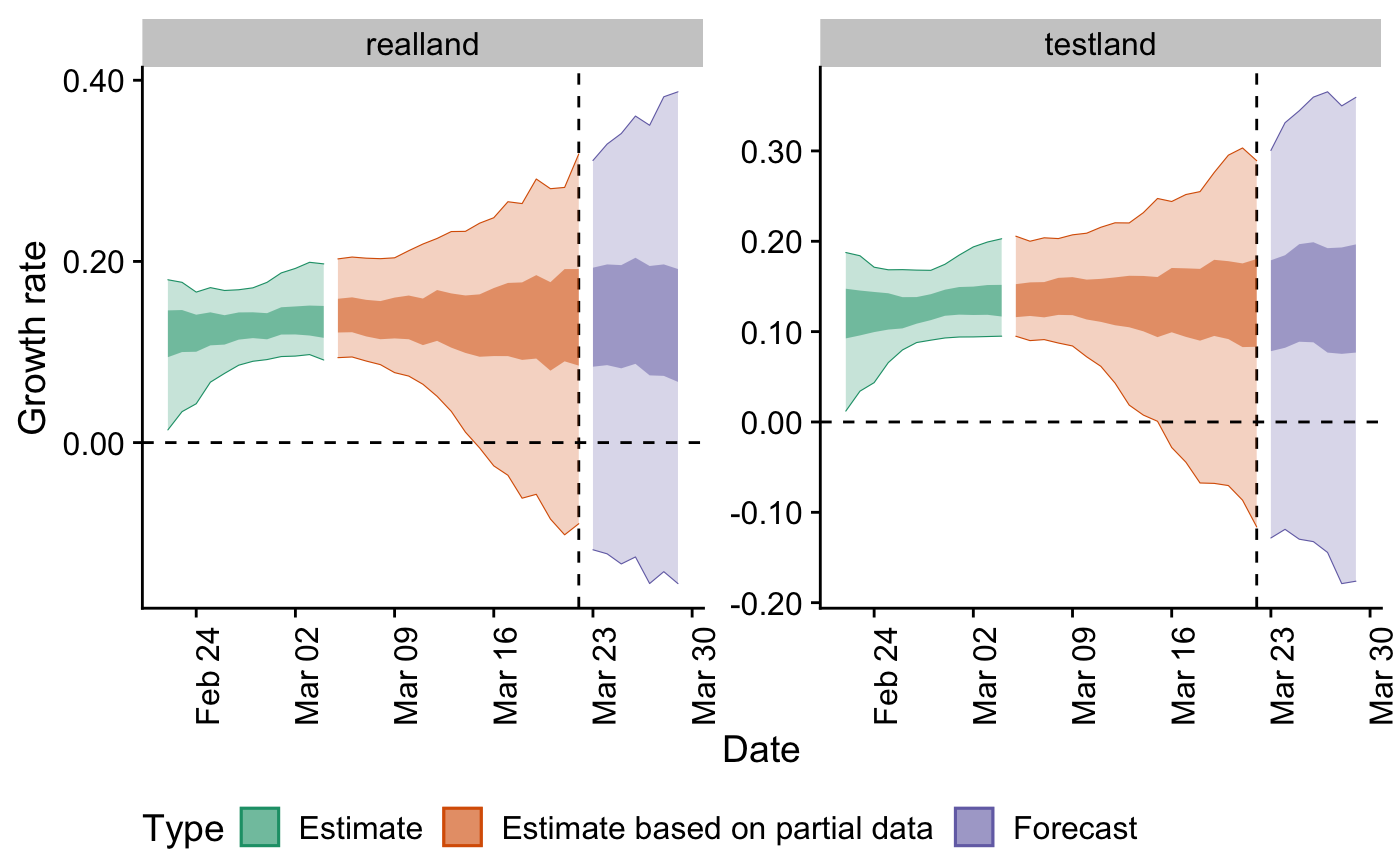 realland
testland
Growth rate
0.40
0.20
0.00
0.30
0.20
0.10
0.00
-0.10
-0.20
Feb 24
Mar 02
Mar 09
Mar 16
Mar 23
Mar 30
Feb 24
Mar 02
Mar 09
Mar 16
Mar 23
Mar 30
Date
Type Estimate Estimate based on partial data Forecast